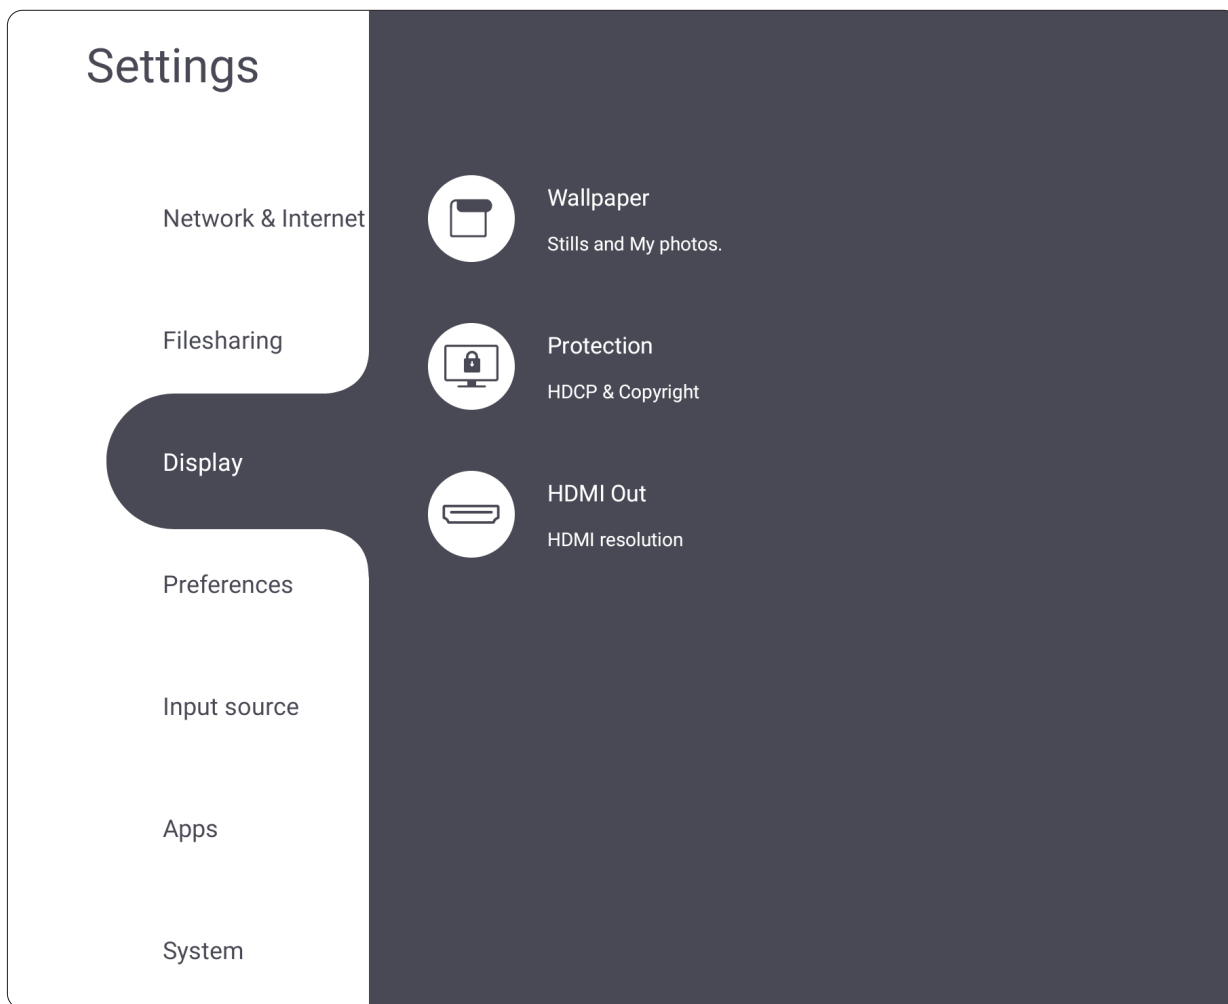 Settings
Network & Internet
Filesharing
Display
Preferences
Input source
Apps
System
Wallpaper
Stills and My photos.
Protection
HDCP & Copyright
HDMI Out
HDMI resolution